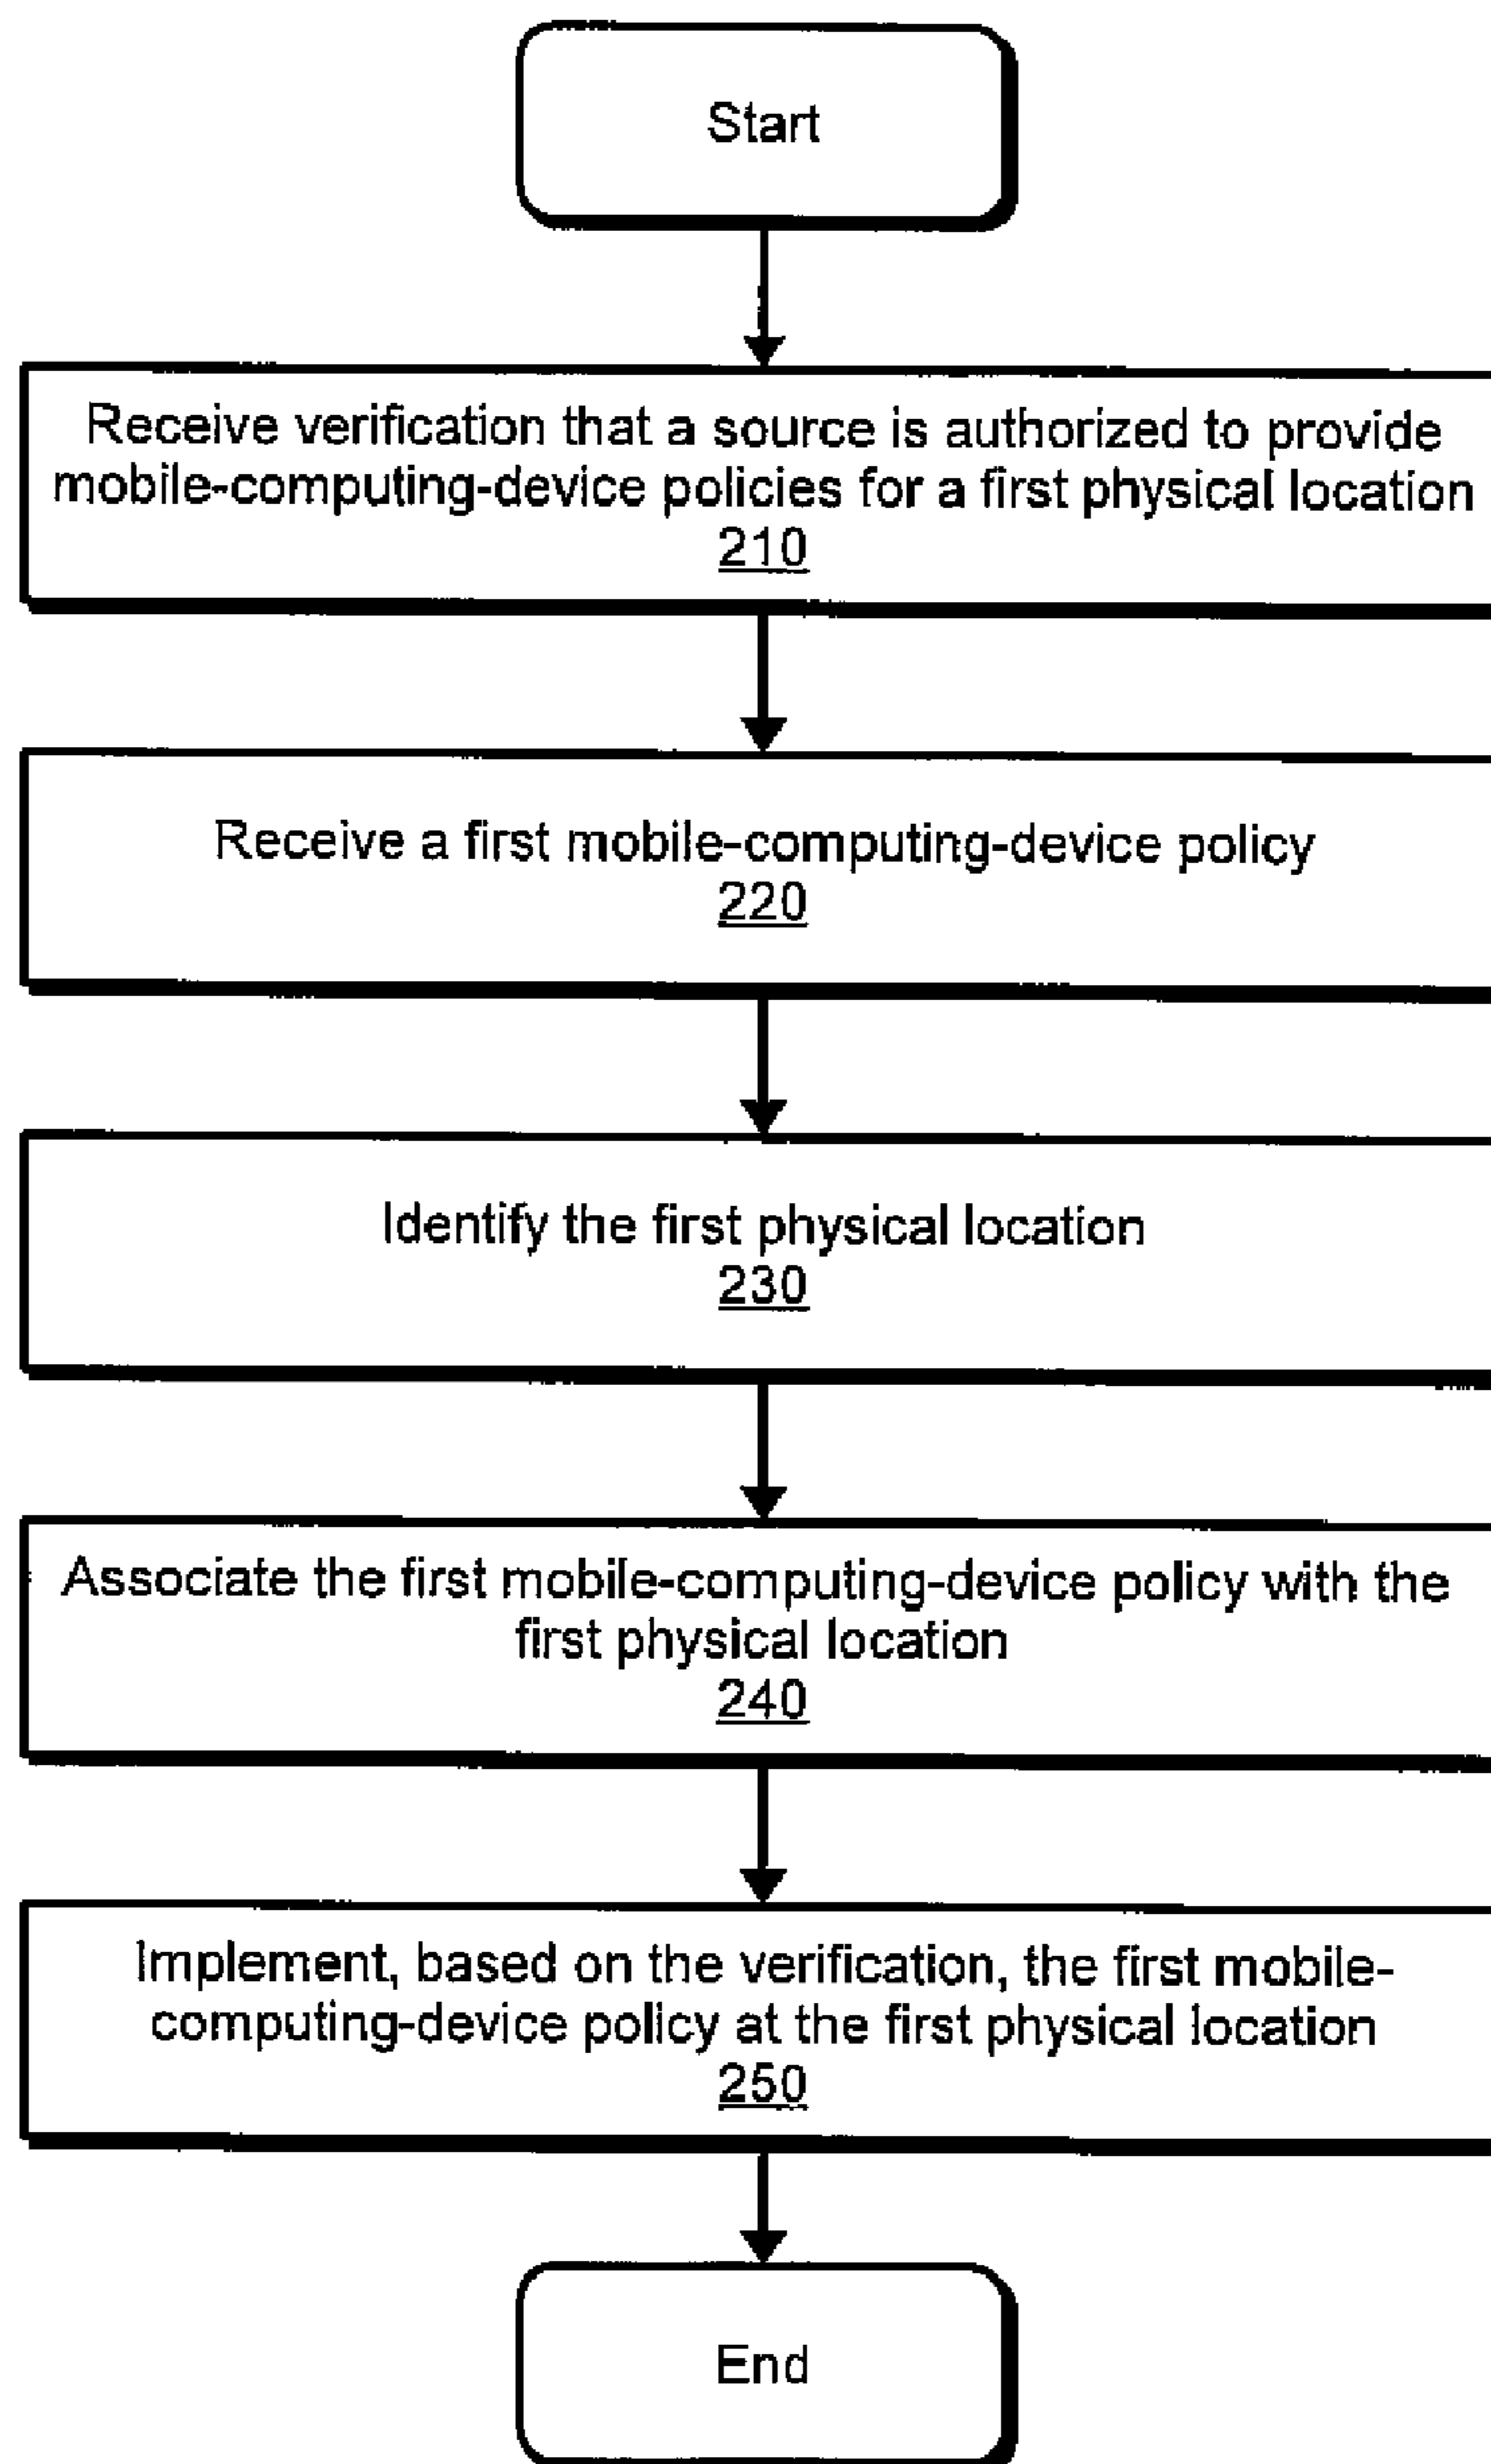 Start
Receive verification that a source is authorized to provide
mobile-computing-device policies for a first physical location
210
Receive a first mobile-computing-device policy
220
Identify the first physical location
230
Associate the first mobile-computing-device policy with the
first physical location
240
Implement, based on the verification, the first mobile-
computing-device policy at the first physical location
250
End